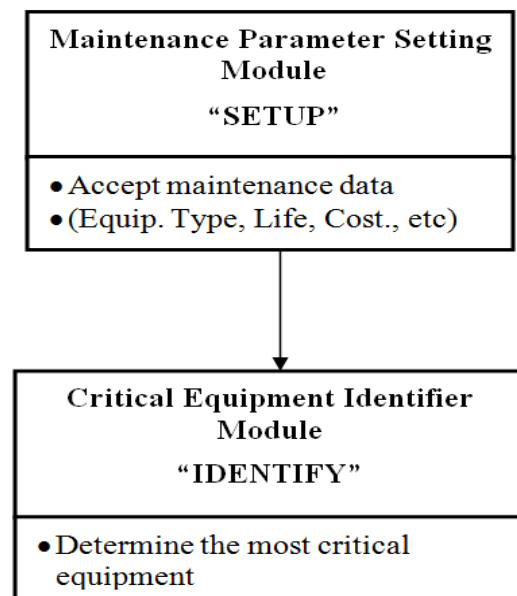 Maintenance Parameter Setting
Module
“SETUP”
• Accept maintenance data
• (Equip. Type, Life, Cost., etc)
Critical Equipment Identifier
Module
“IDENTIFY”
• Determine the most critical
equipment